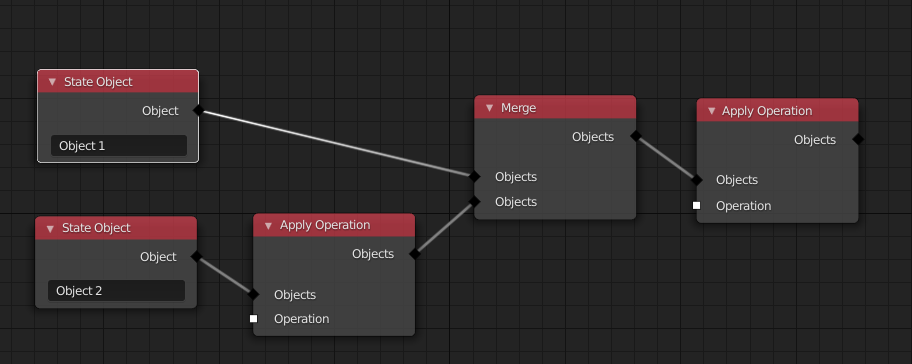 State Object
Object
Object 1
State Object
Object
Object 2
Apply Operation
Objects
Objects
Operation
Merge
Objects
Objects
Objects
Apply Operation
Objects
Objects
Operation